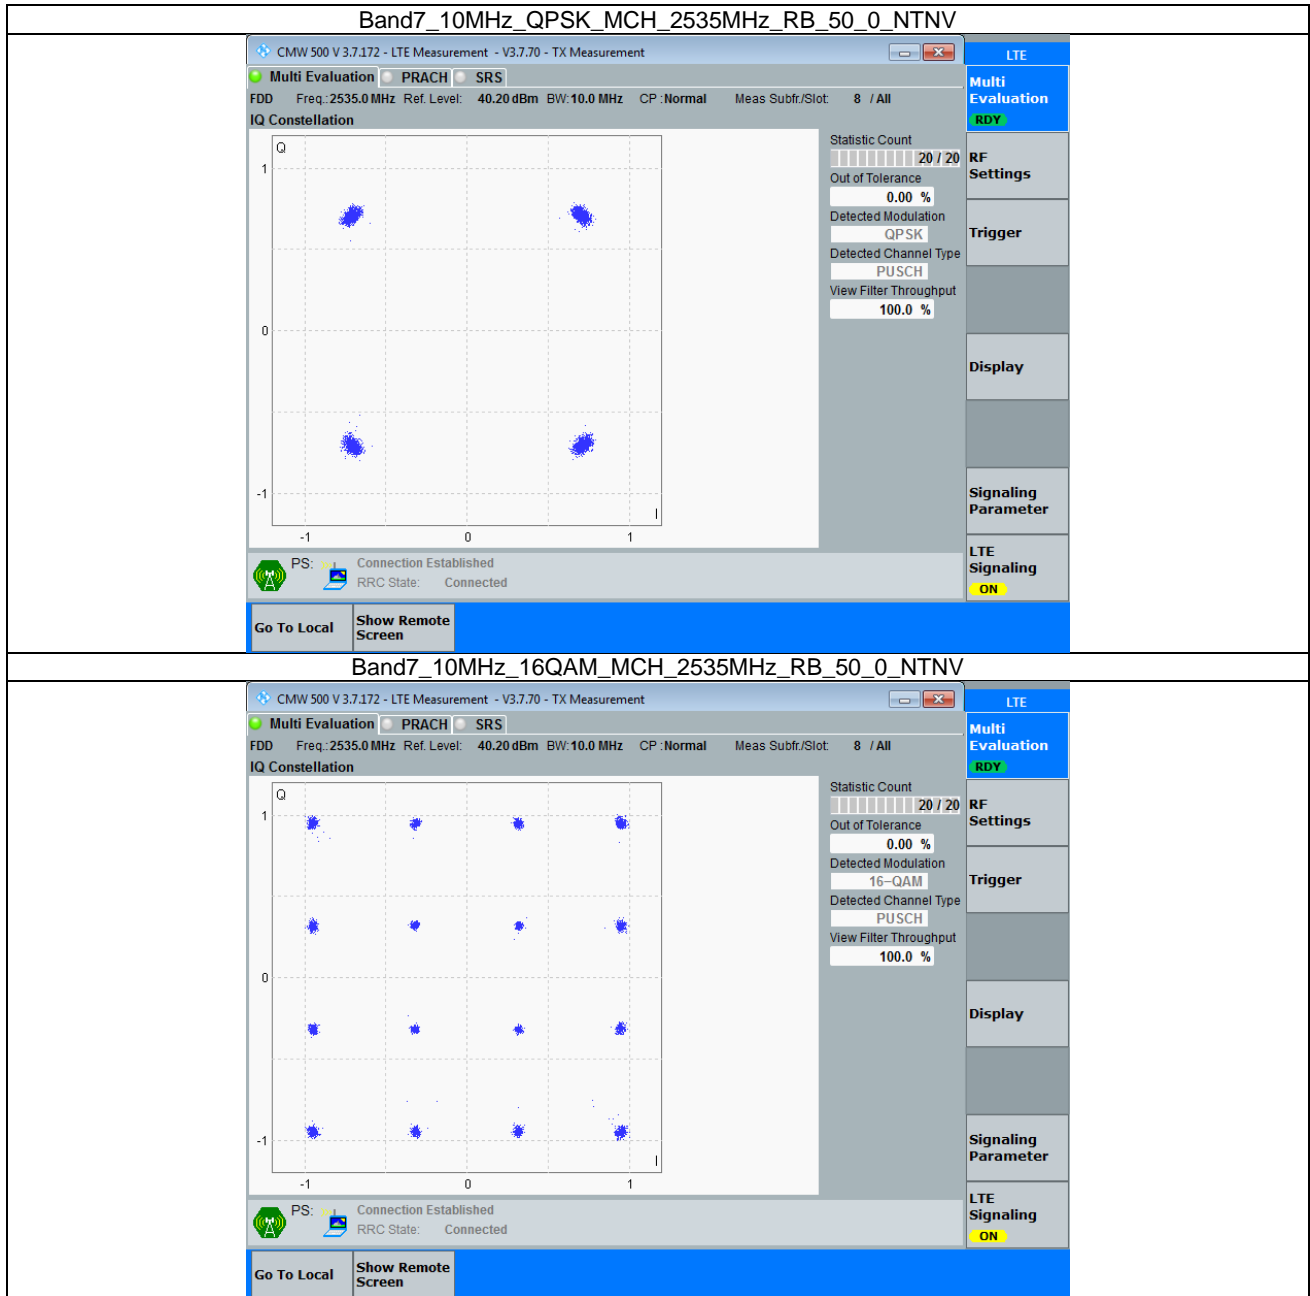 Band7_10MHz_QPSK_MCH_2535MHz_RB_50_0_NTNV
CMW 500 V 3.7.172 - LTE Measurement - V3.7.70 - TX Measurement
LTE
Multi Evaluation PRACH SRS
FDD Freq.: 2535.0 MHz Ref. Level: 40.20 dBm BW: 10.0 MHz CP : Normal Meas Subfr./Slot: 8 / All
IQ Constellation
Q
1
0
-1
-1 0 1
I
Statistic Count
20 / 20
Out of Tolerance
0.00 %
Detected Modulation
QPSK
Detected Channel Type
PUSCH
View Filter Throughput
100.0 %
Multi
Evaluation
RDY
RF
Settings
Trigger
Display
Signaling
Parameter
LTE
Signaling
ON
PS: Connection Established
RRC State: Connected
Go To Local
Show Remote
Screen
Band7_10MHz_16QAM_MCH_2535MHz_RB_50_0_NTNV
CMW 500 V 3.7.172 - LTE Measurement - V3.7.70 - TX Measurement
LTE
Multi Evaluation PRACH SRS
FDD Freq.: 2535.0 MHz Ref. Level: 40.20 dBm BW: 10.0 MHz CP : Normal Meas Subfr./Slot: 8 / All
IQ Constellation
Q
1
0
-1
-1 0 1
I
Statistic Count
20 / 20
Out of Tolerance
0.00 %
Detected Modulation
16-QAM
Detected Channel Type
PUSCH
View Filter Throughput
100.0 %
Multi
Evaluation
RDY
RF
Settings
Trigger
Display
Signaling
Parameter
LTE
Signaling
ON
PS: Connection Established
RRC State: Connected
Go To Local
Show Remote
Screen